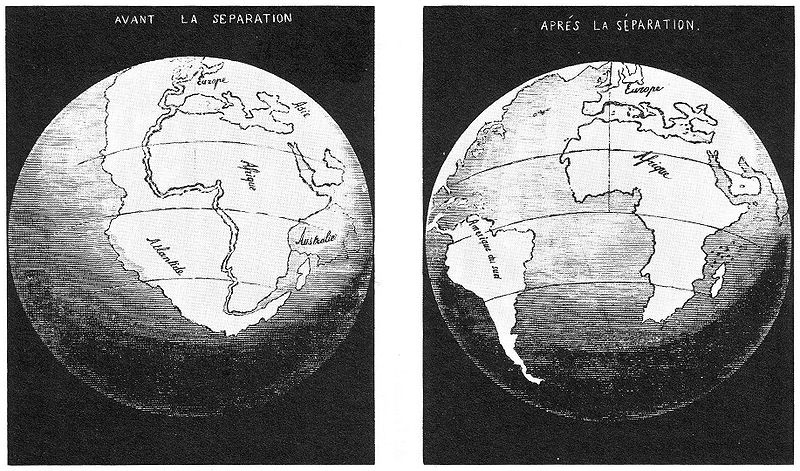 AVANT LA SEPARATION
Europe
Asie
Afrique
Atlantide
Australie
APRÉS LA SÉPARATION.
Europe
Afrique
Amérique du sud